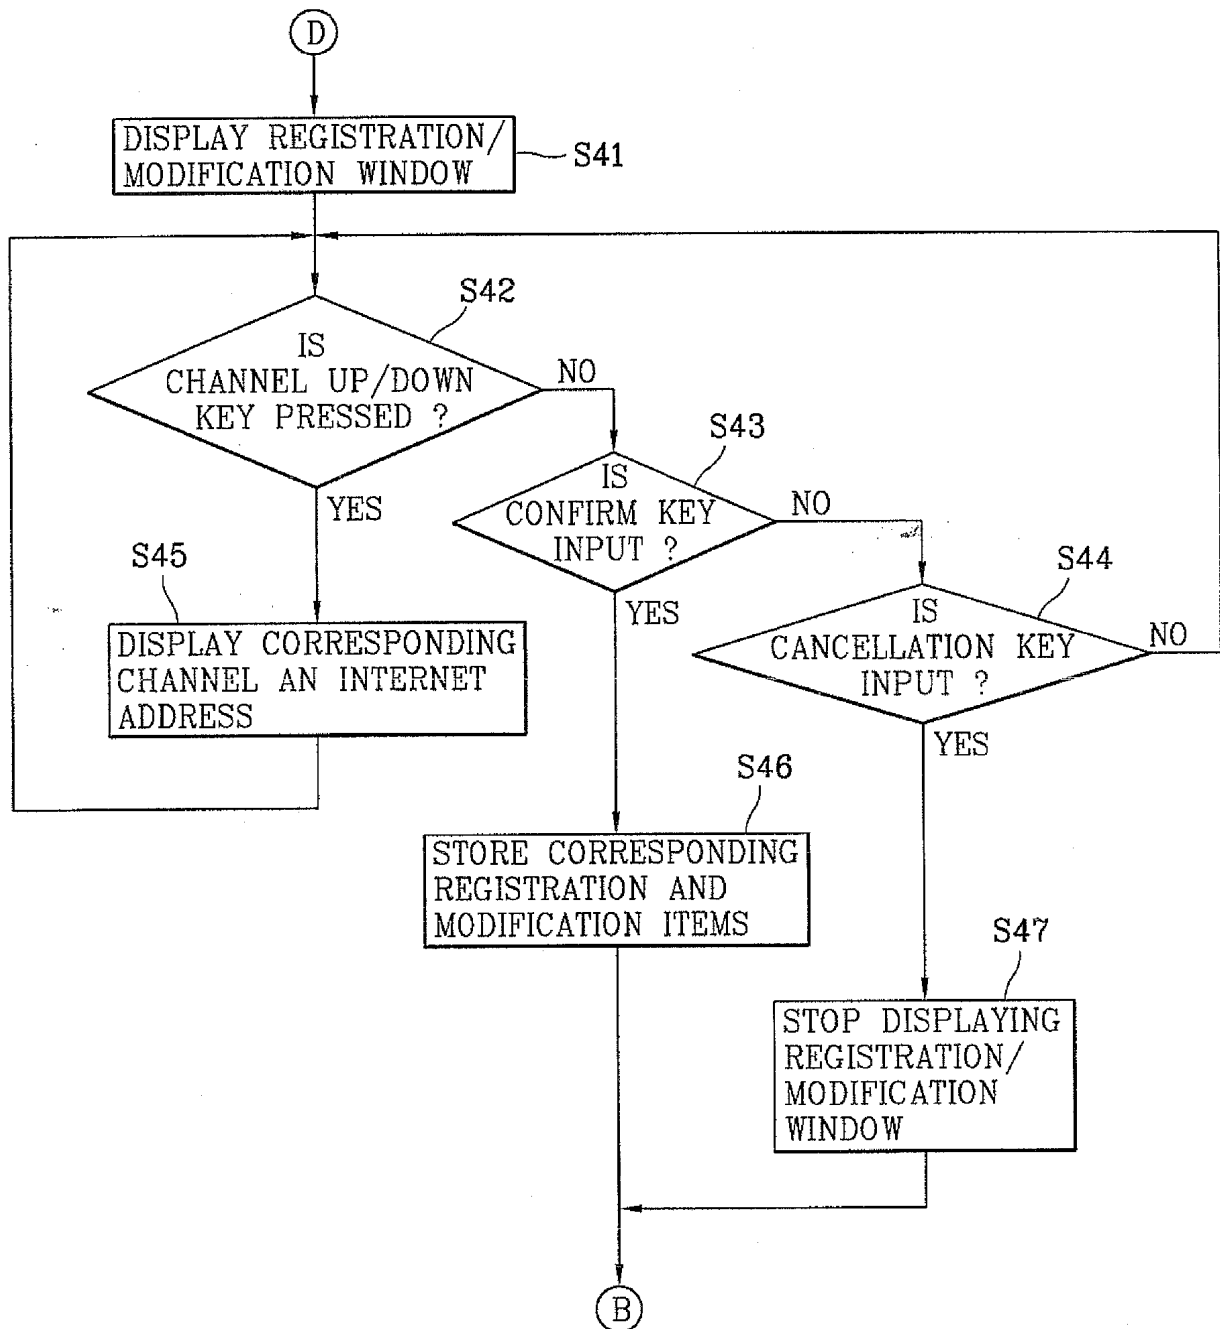 D
DISPLAY REGISTRATION/
MODIFICATION WINDOW
S41
S42
IS
CHANNEL UP/DOWN
KEY PRESSED ?
NO
YES
S43
IS
CONFIRM KEY
INPUT ?
NO
YES
S44
IS
CANCELLATION KEY
INPUT ?
NO
YES
S45
DISPLAY CORRESPONDING
CHANNEL AN INTERNET
ADDRESS
S46
STORE CORRESPONDING
REGISTRATION AND
MODIFICATION ITEMS
S47
STOP DISPLAYING
REGISTRATION/
MODIFICATION
WINDOW
B